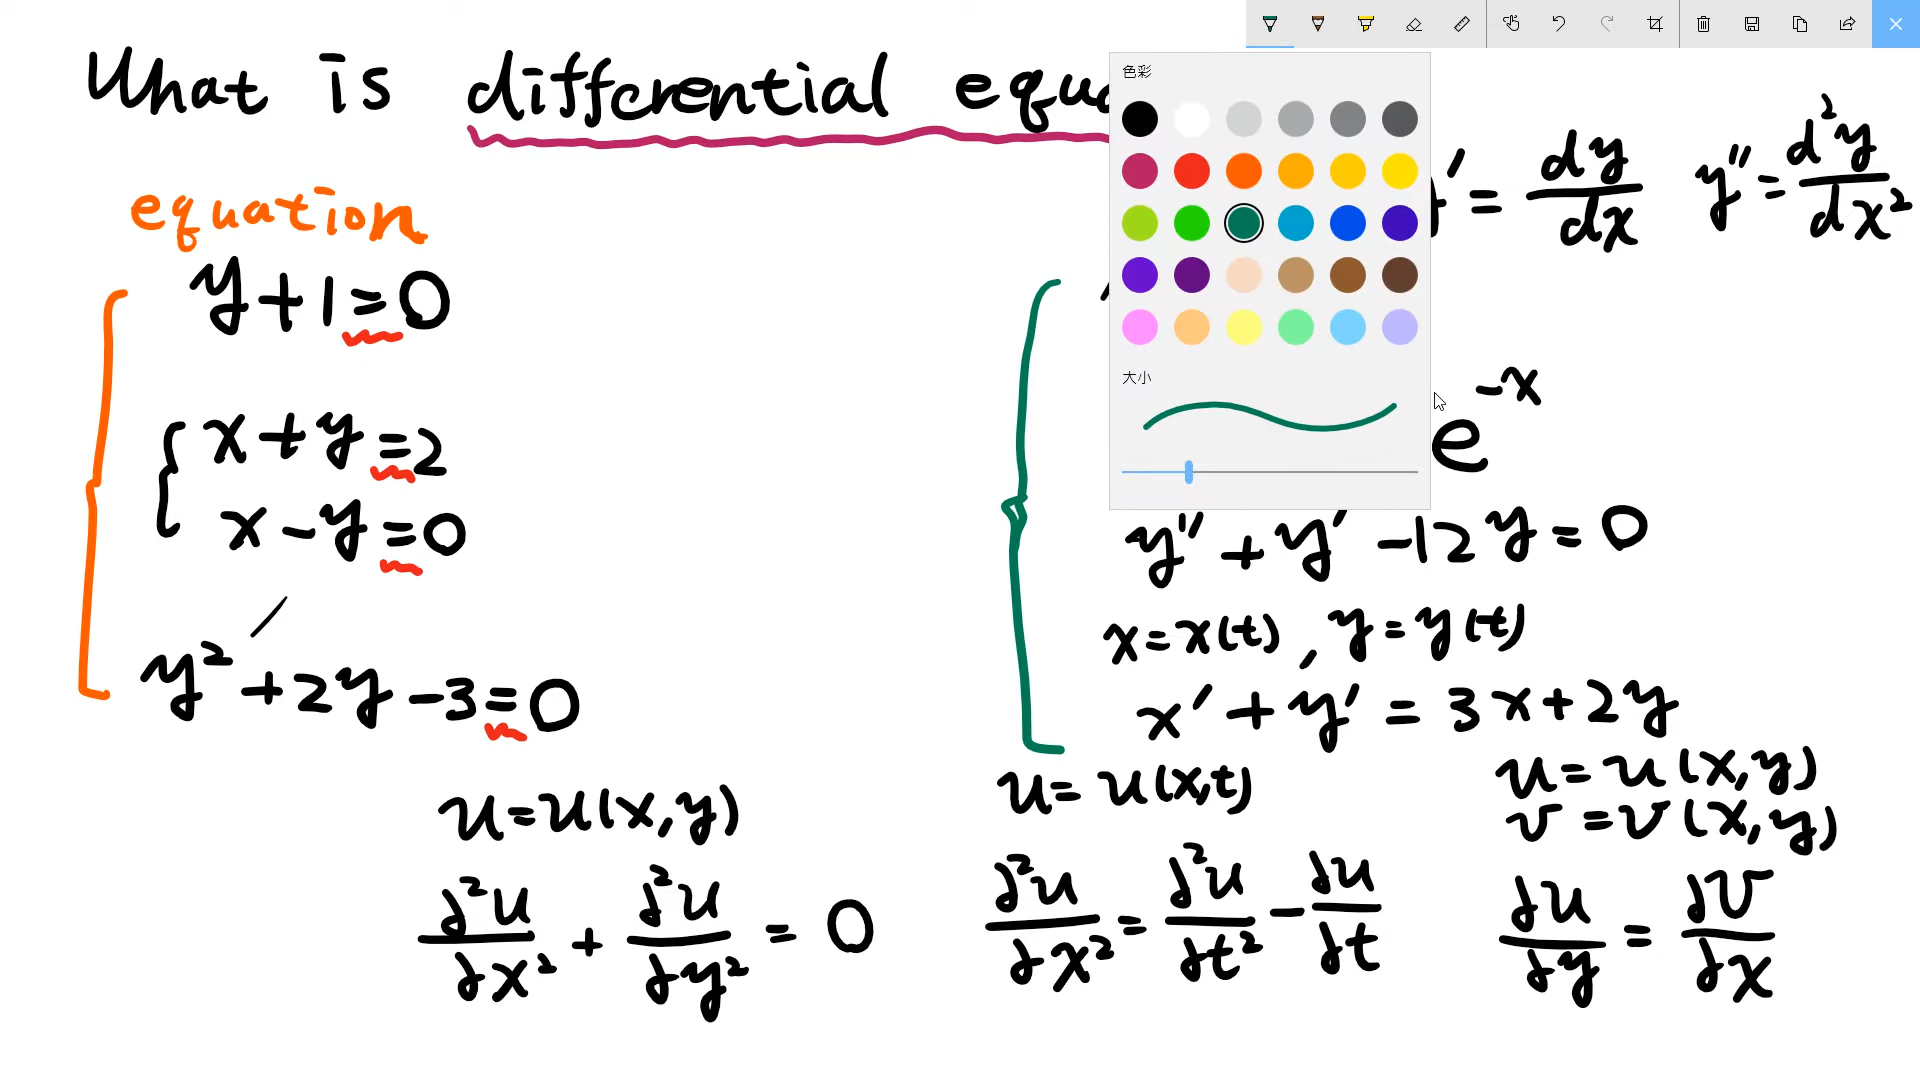 What is differential equa
y' = dy/dx y'' = d²y/dx²
equation
y + 1 = 0
x + y = 2
x - y = 0
y² + 2y - 3 = 0
色彩
大小
e^{-x}
y'' + y' - 12y = 0
x = x(t), y = y(t)
x' + y' = 3x + 2y
u = u(x,y)
∂²u/∂x² + ∂²u/∂y² = 0
u = u(x,t)
∂²u/∂x² = ∂²u/∂t² - ∂u/∂t
u = u(x,y)
v = v(x,y)
∂u/∂y = ∂v/∂x